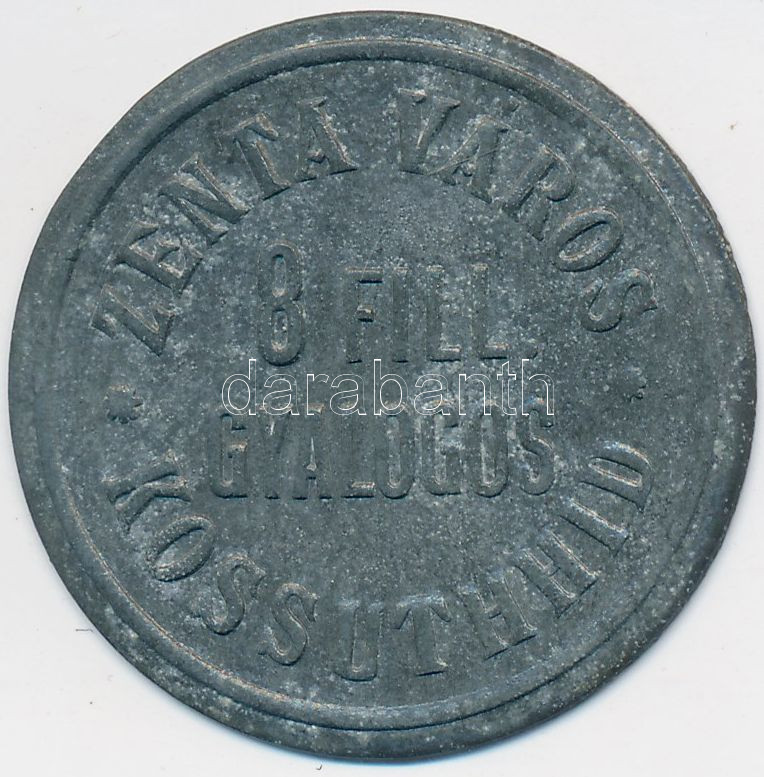 ZENTA VÁROS
8 FILL.
GYALOGOS
KOSSUTHHID
darabanth